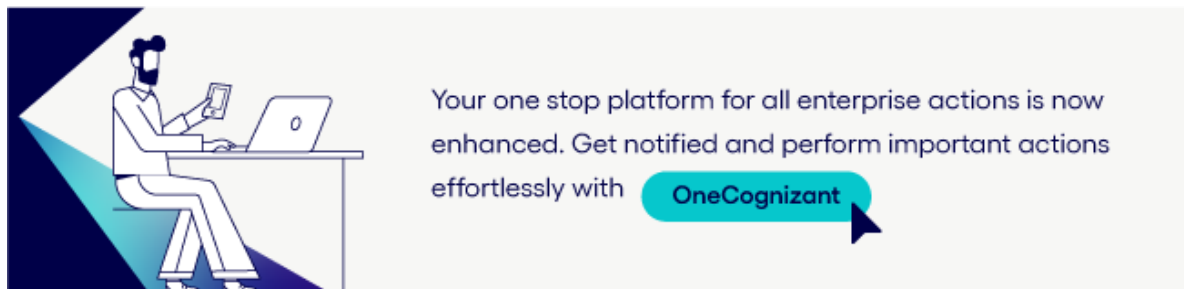 Your one stop platform for all enterprise actions is now
enhanced. Get notified and perform important actions
effortlessly with OneCognizant